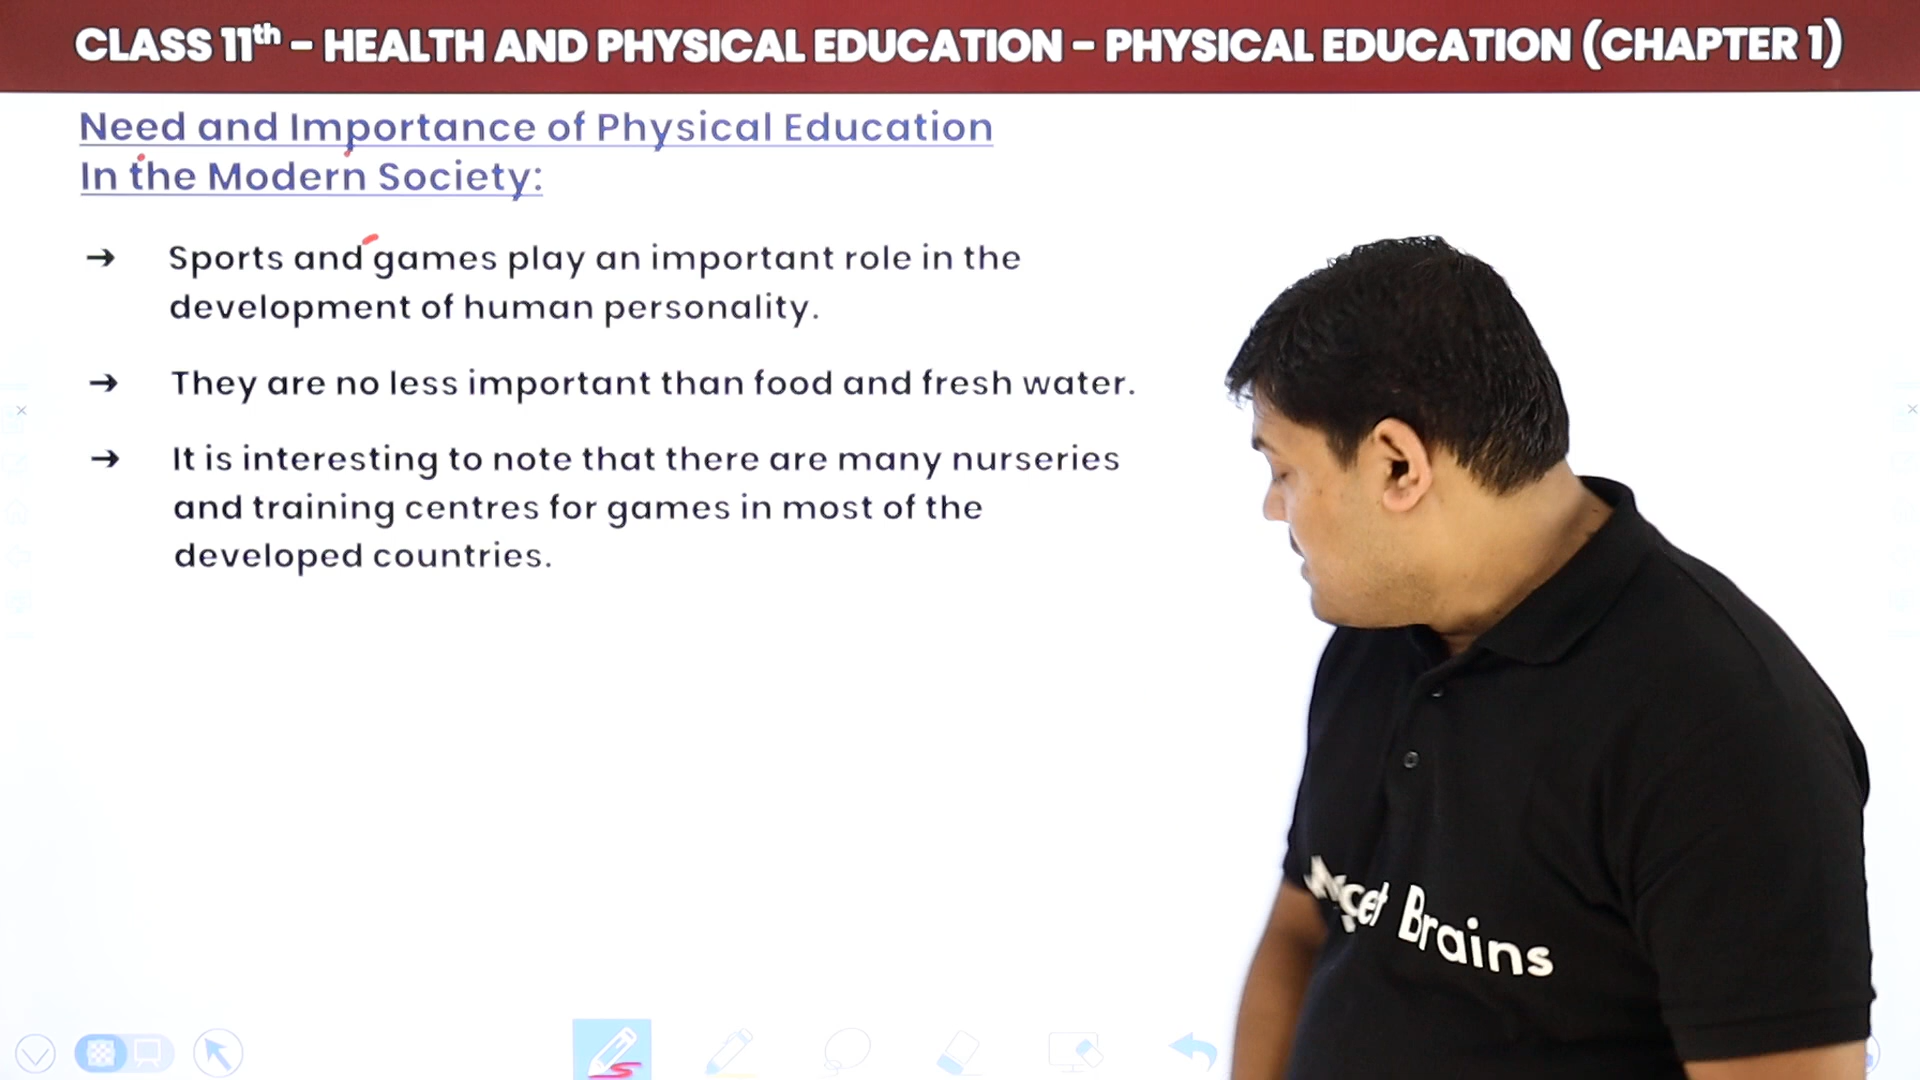 CLASS 11th – HEALTH AND PHYSICAL EDUCATION – PHYSICAL EDUCATION (CHAPTER 1)
Need and Importance of Physical Education
In the Modern Society:
→ Sports and games play an important role in the
development of human personality.
→ They are no less important than food and fresh water.
→ It is interesting to note that there are many nurseries
and training centres for games in most of the
developed countries.
Brains